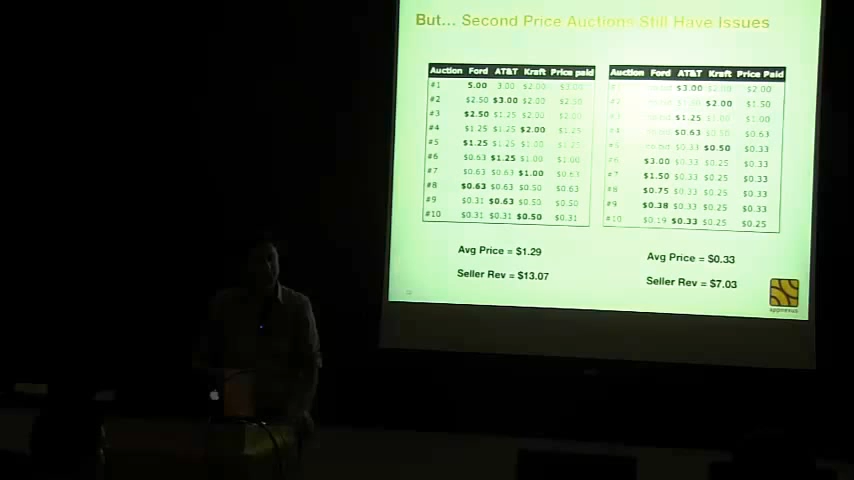 But... Second Price Auctions Still Have Issues
Auction Ford AT&T Kraft Price paid
#1 5.00 3.00 $2.00 $3.00
#2 $2.50 $3.00 $2.00 $2.50
#3 $2.50 $1.25 $2.00 $2.00
#4 $1.25 $1.25 $2.00 $1.25
#5 $1.25 $1.25 $1.00 $1.25
#6 $0.63 $1.25 $1.00 $1.00
#7 $0.63 $0.63 $1.00 $0.63
#8 $0.63 $0.63 $0.50 $0.63
#9 $0.31 $0.63 $0.50 $0.50
#10 $0.31 $0.31 $0.50 $0.31
Avg Price = $1.29
Seller Rev = $13.07
Auction Ford AT&T Kraft Price Paid
$3.00 $2.00
$2.00 $1.50
$1.25 $1.00 $1.00
$0.63 $0.50 $0.63
no bid $0.33 $0.50 $0.33
#6 $3.00 $0.33 $0.25 $0.33
#7 $1.50 $0.33 $0.25 $0.33
#8 $0.75 $0.33 $0.25 $0.33
#9 $0.38 $0.33 $0.25 $0.33
#10 $0.19 $0.33 $0.25 $0.25
Avg Price = $0.33
Seller Rev = $7.03
appnexus